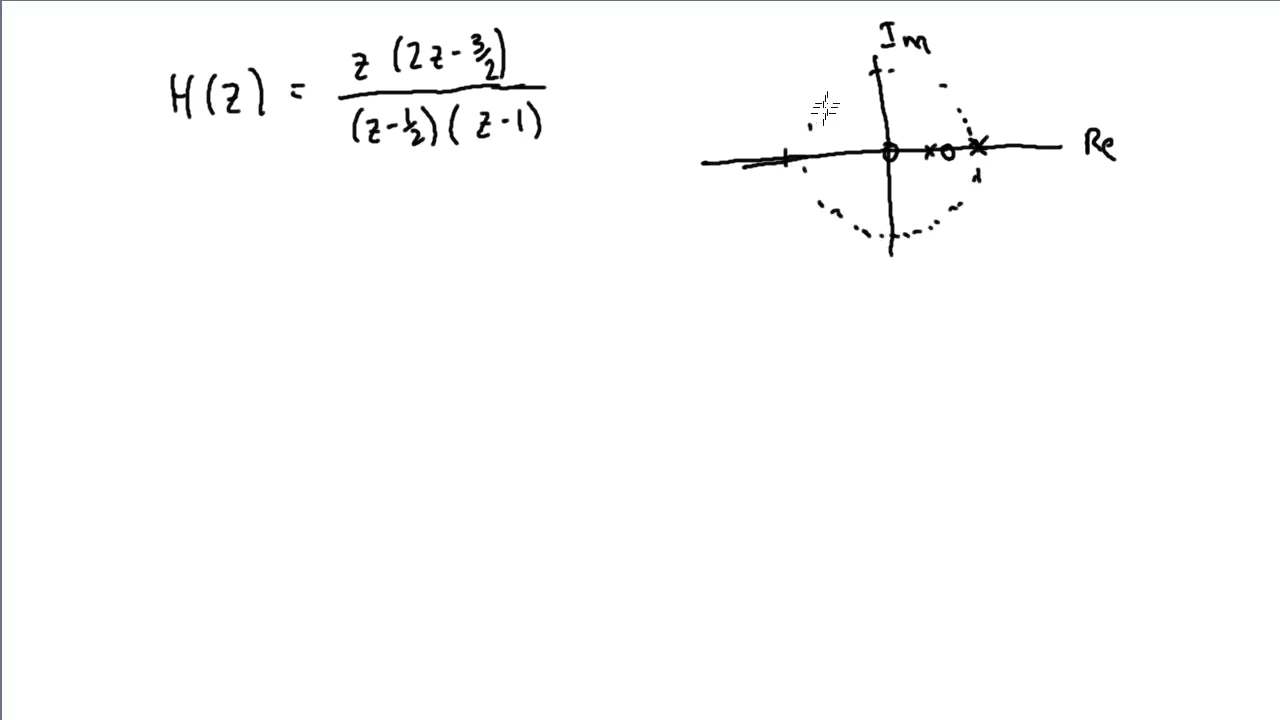 H(z) = z (2z - 3/2) / (z - 1/2)( z - 1)
Im
Re